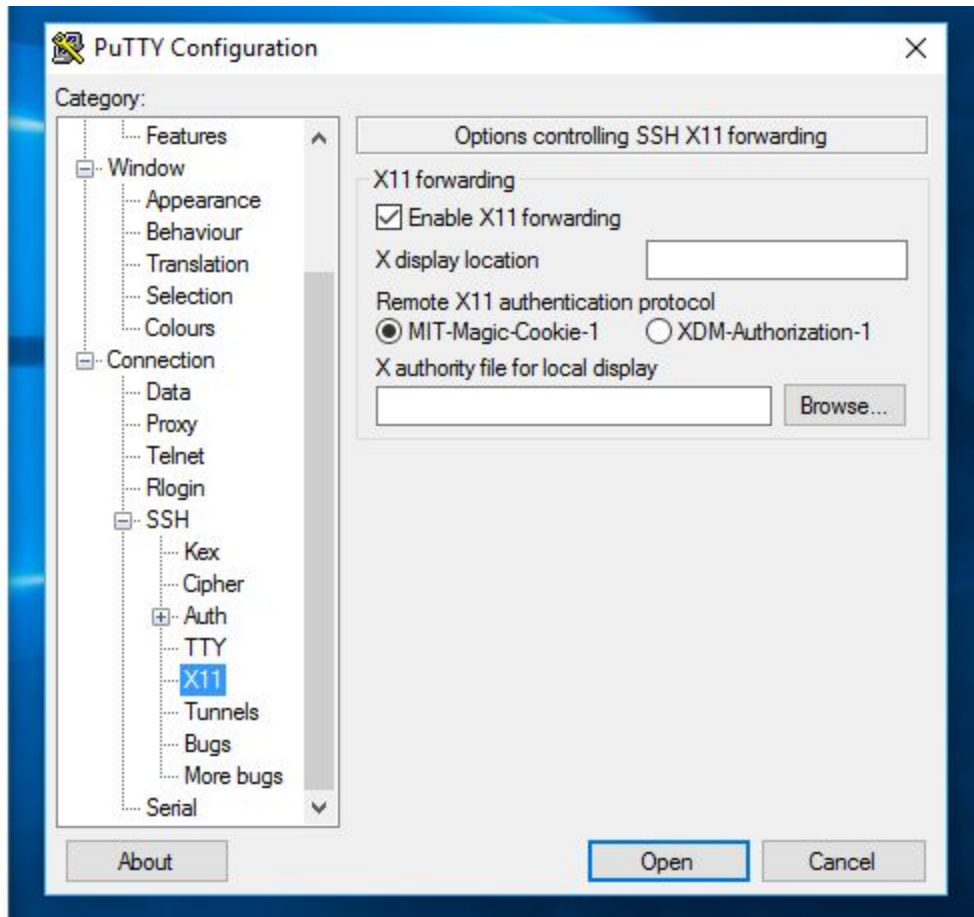 PuTTY Configuration
Category:
Features
Window
Appearance
Behaviour
Translation
Selection
Colours
Connection
Data
Proxy
Telnet
Rlogin
SSH
Kex
Cipher
Auth
TTY
X11
Tunnels
Bugs
More bugs
Serial
Options controlling SSH X11 forwarding
X11 forwarding
Enable X11 forwarding
X display location
Remote X11 authentication protocol
MIT-Magic-Cookie-1 XDM-Authorization-1
X authority file for local display
Browse...
About Open Cancel